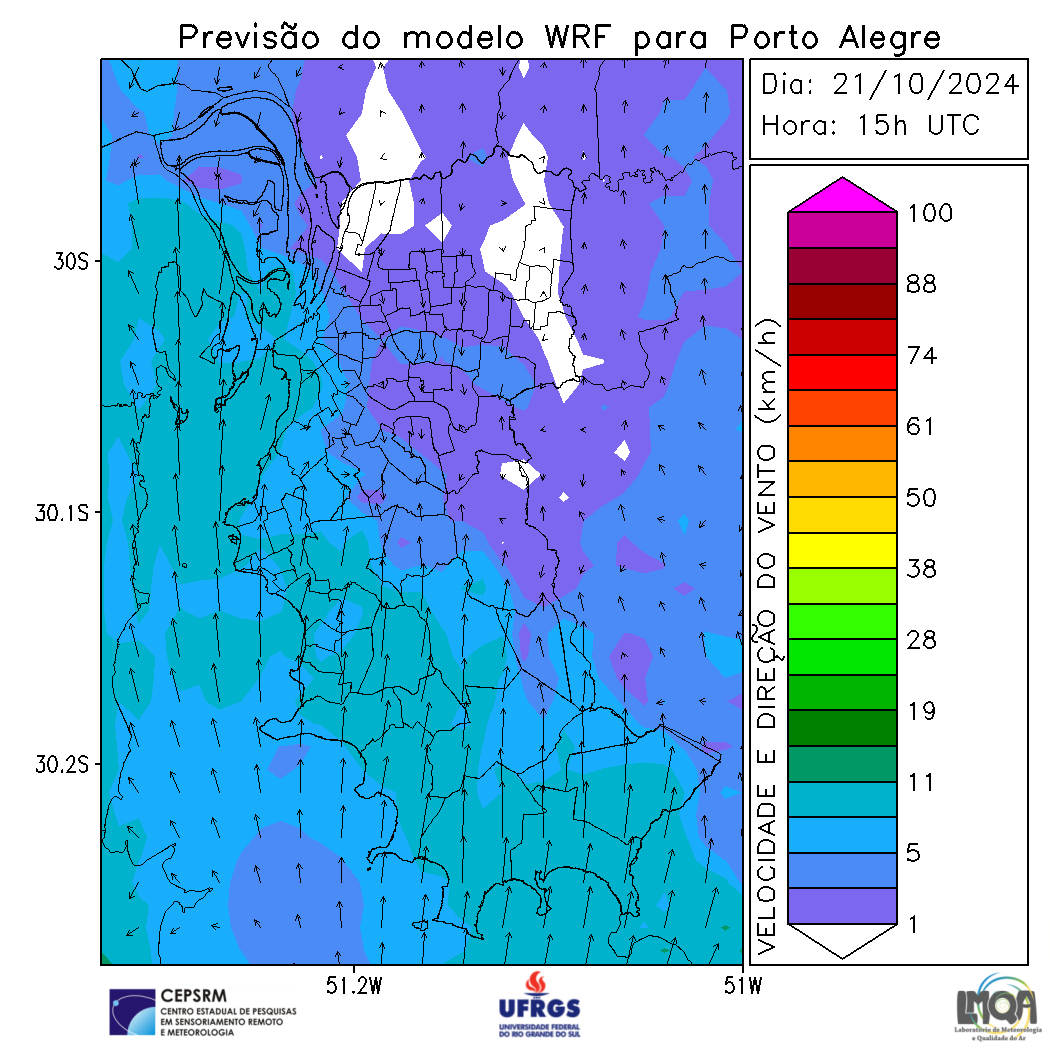 Previsão do modelo WRF para Porto Alegre
Dia: 21/10/2024
Hora: 15h UTC
30S
30.1S
30.2S
51.2W
51W
VELOCIDADE E DIREÇÃO DO VENTO (km/h)
100
88
74
61
50
38
28
19
11
5
1
CEPSRM
CENTRO ESTADUAL DE PESQUISAS
EM SENSORIAMENTO REMOTO
E METEOROLOGIA
UFRGS
UNIVERSIDADE FEDERAL
DO RIO GRANDE DO SUL
LMQA
Laboratório de Meteorologia
e Qualidade do Ar